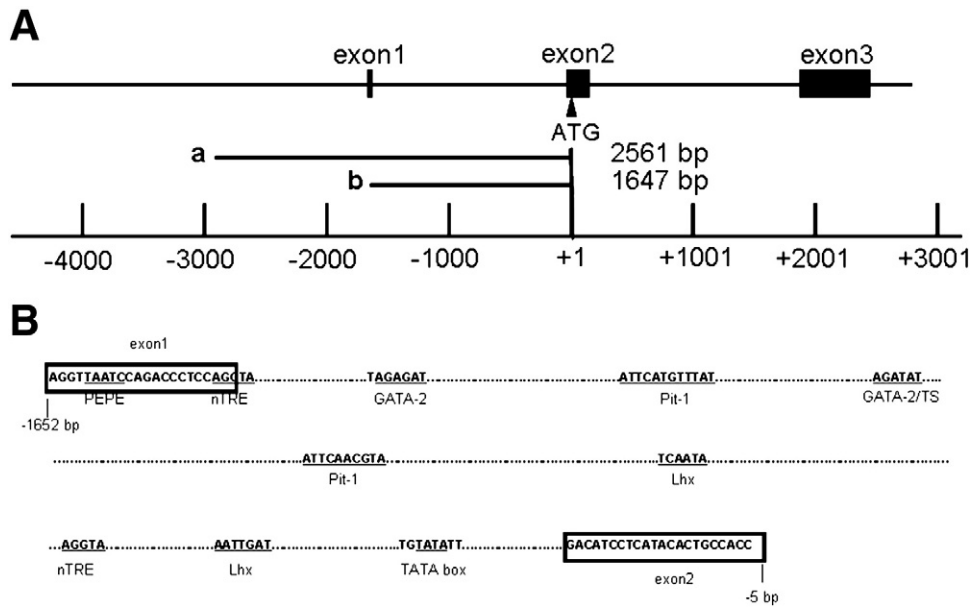 A
exon1 exon2 exon3
ATG
a 2561 bp
b 1647 bp
-4000 -3000 -2000 -1000 +1 +1001 +2001 +3001
B
exon1
AGGTTAATCCAGACCCTCCAGGTA TAGAGAT ATTCATGTTTAT AGATAT
PEPE nTRE GATA-2 Pit-1 GATA-2/TS
-1652 bp
ATTCAACGTA TCAATA
Pit-1 Lhx
AGGTA AATTGAT TGTATATT GACATCCTCATACACTGCCACC
nTRE Lhx TATA box exon2
-5 bp